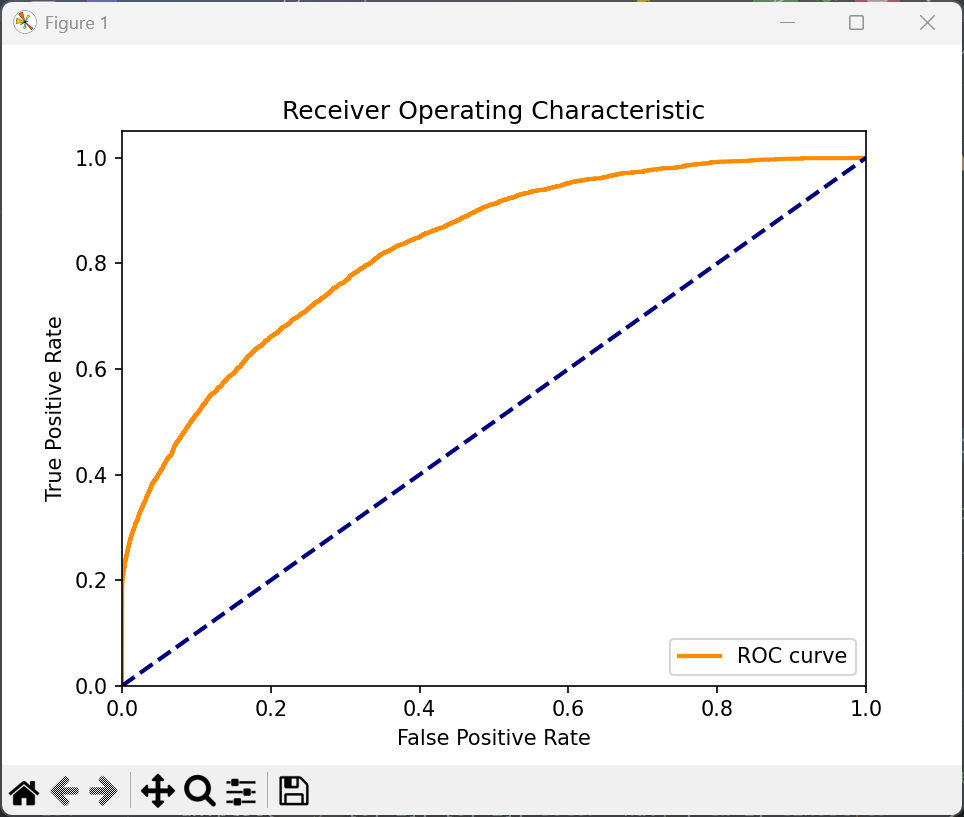 Figure 1
Receiver Operating Characteristic
1.0
0.8
0.6
0.4
0.2
0.0
True Positive Rate
ROC curve
0.0 0.2 0.4 0.6 0.8 1.0
False Positive Rate